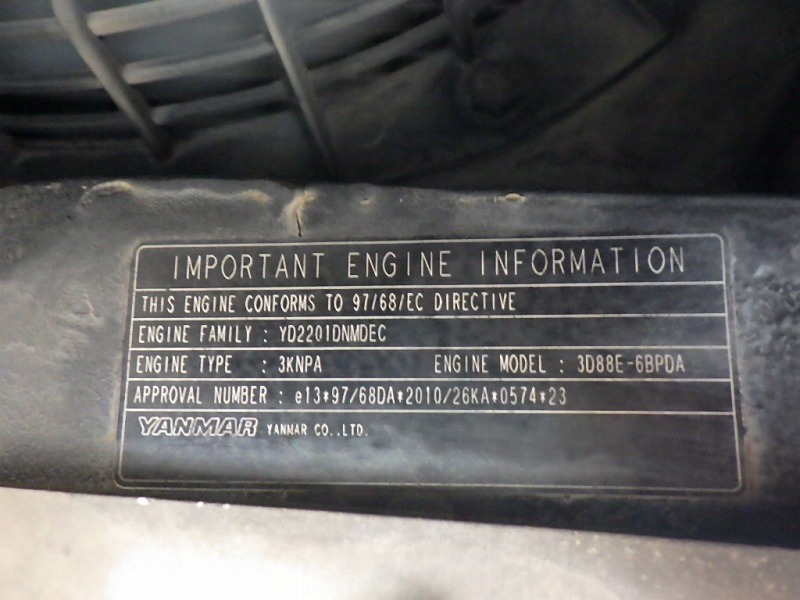 IMPORTANT ENGINE INFORMATION
THIS ENGINE CONFORMS TO 97/68/EC DIRECTIVE
ENGINE FAMILY : YD2201DNMDEC
ENGINE TYPE : 3KNPA ENGINE MODEL : 3D88E-6BPDA
APPROVAL NUMBER : e13*97/68DA*2010/26KA*0574*23
YANMAR YANMAR CO.,LTD.